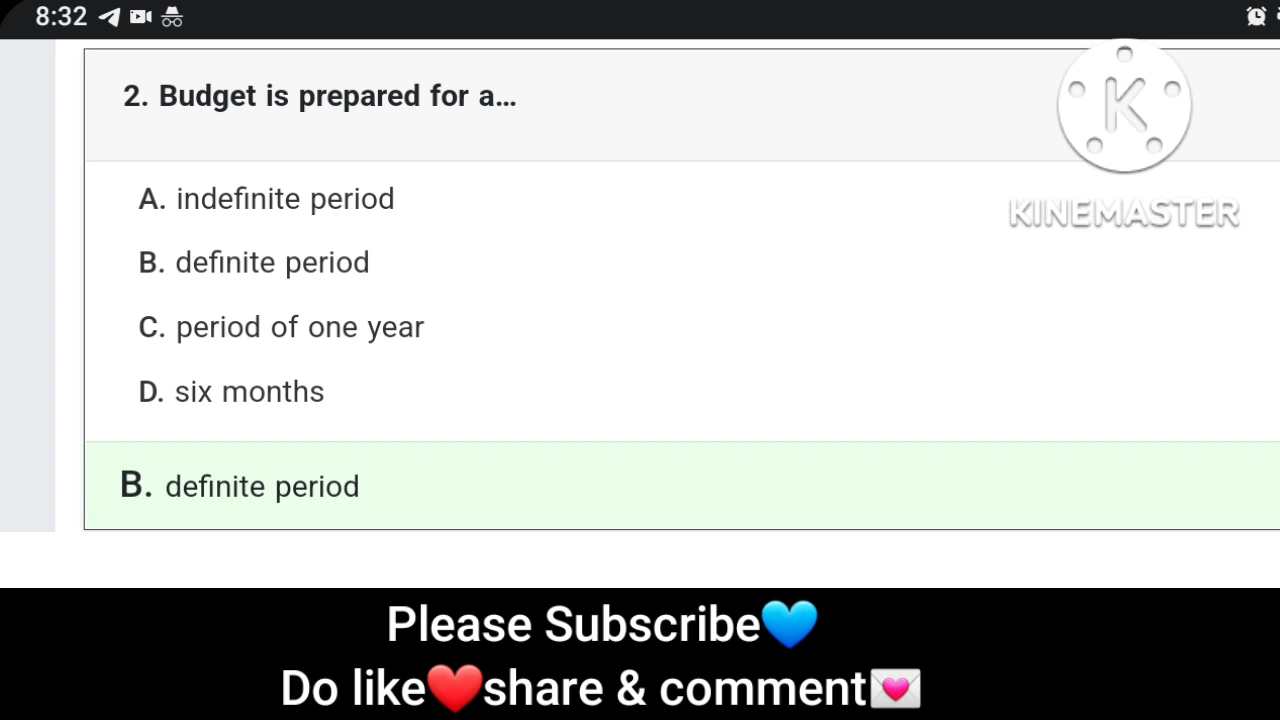 8:32
2. Budget is prepared for a...
K
KINEMASTER
A. indefinite period
B. definite period
C. period of one year
D. six months
B. definite period
Please Subscribe💙
Do like❤️share & comment💌